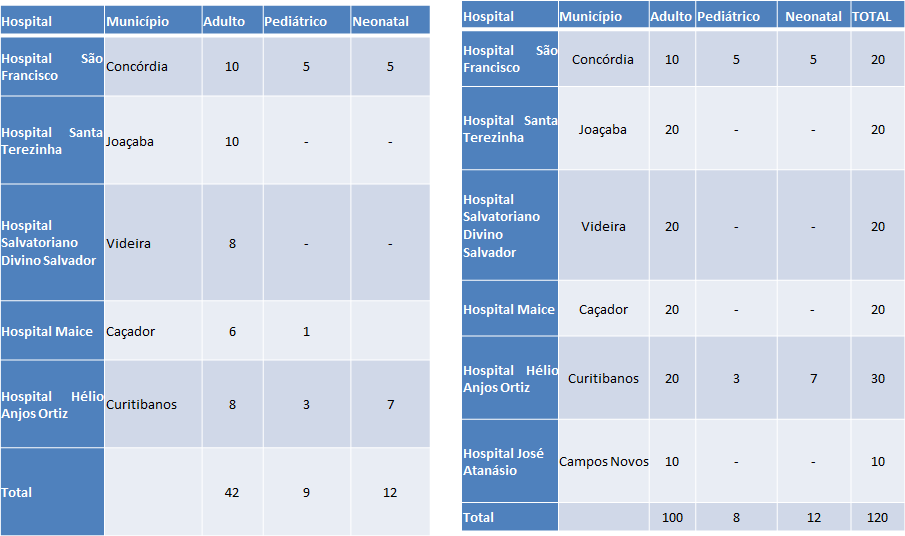 Hospital Município Adulto Pediátrico Neonatal
Hospital São
Francisco Concórdia 10 5 5
Hospital Santa
Terezinha Joaçaba 10 - -
Hospital
Salvatoriano
Divino Salvador Videira 8 - -
Hospital Maice Caçador 6 1
Hospital Hélio
Anjos Ortiz Curitibanos 8 3 7
Total 42 9 12
Hospital Município Adulto Pediátrico Neonatal TOTAL
Hospital São
Francisco Concórdia 10 5 5 20
Hospital Santa
Terezinha Joaçaba 20 - - 20
Hospital
Salvatoriano
Divino
Salvador Videira 20 - - 20
Hospital Maice Caçador 20 - - 20
Hospital Hélio
Anjos Ortiz Curitibanos 20 3 7 30
Hospital José
Atanásio Campos Novos 10 - - 10
Total 100 8 12 120